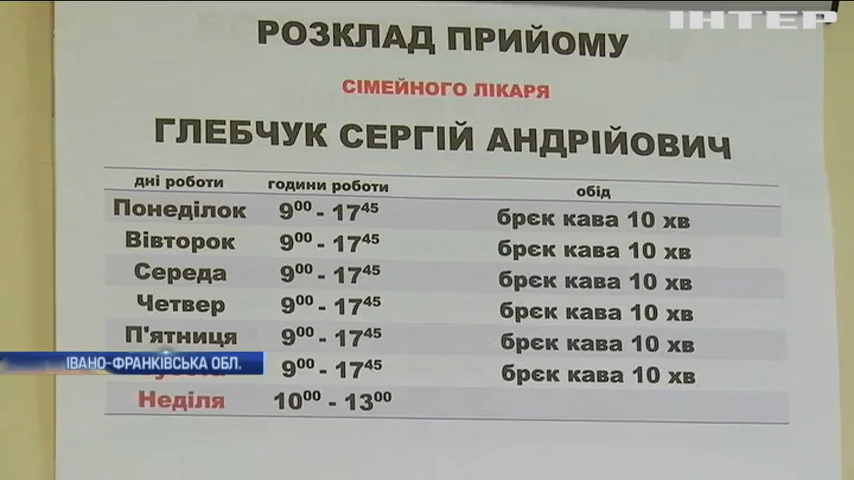 ІНТЕР
РОЗКЛАД ПРИЙОМУ
СІМЕЙНОГО ЛІКАРЯ
ГЛЕБЧУК СЕРГІЙ АНДРІЙОВИЧ
дні роботи години роботи обід
Понеділок 9⁰⁰ - 17⁴⁵ брєк кава 10 хв
Вівторок 9⁰⁰ - 17⁴⁵ брєк кава 10 хв
Середа 9⁰⁰ - 17⁴⁵ брєк кава 10 хв
Четвер 9⁰⁰ - 17⁴⁵ брєк кава 10 хв
П'ятниця 9⁰⁰ - 17⁴⁵ брєк кава 10 хв
ІВАНО-ФРАНКІВСЬКА ОБЛ.
9⁰⁰ - 17⁴⁵ брєк кава 10 хв
Неділя 10⁰⁰ - 13⁰⁰